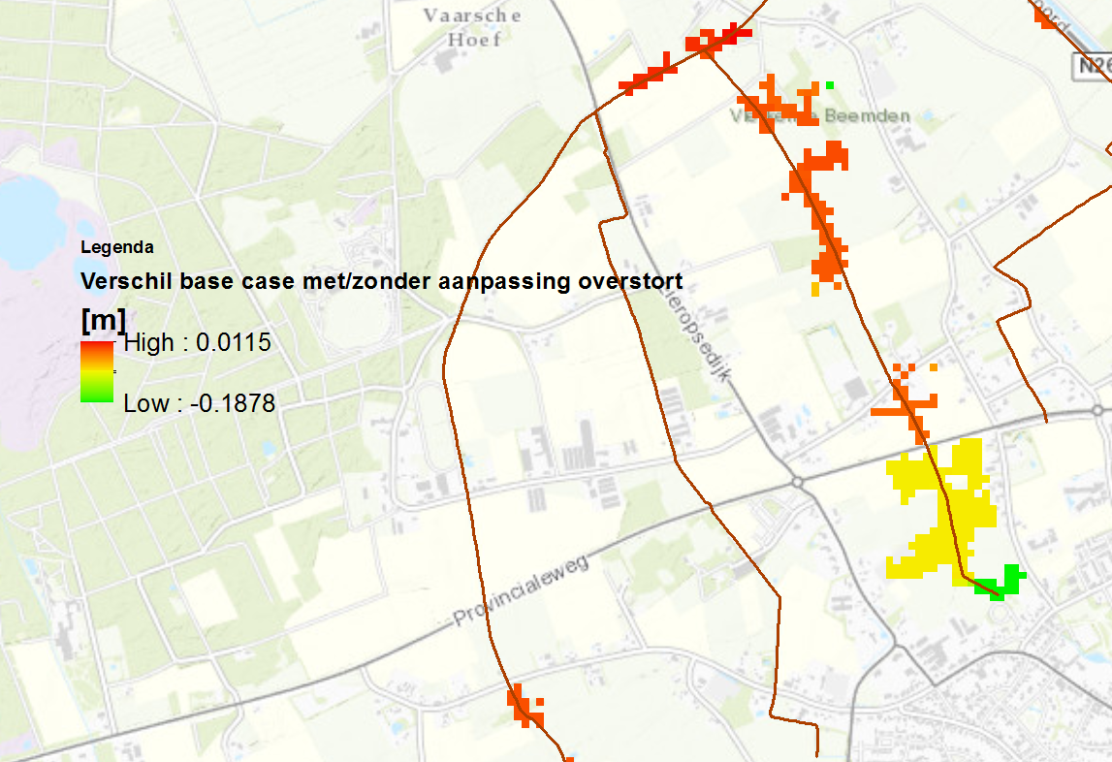 Vaarsche
Hoef
N26
Beemden
Legenda
Verschil base case met/zonder aanpassing overstort
[m]
High : 0.0115
Low : -0.1878
ieropsedijk
Provincialeweg